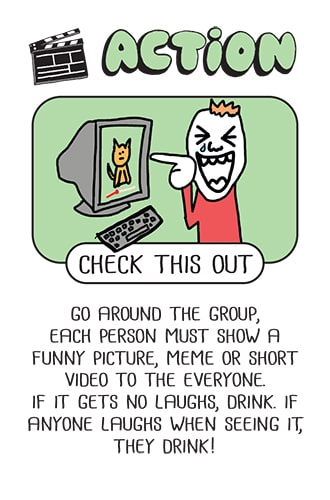 ACTION
CHECK THIS OUT
GO AROUND THE GROUP,
EACH PERSON MUST SHOW A
FUNNY PICTURE, MEME OR SHORT
VIDEO TO THE EVERYONE.
IF IT GETS NO LAUGHS, DRINK. IF
ANYONE LAUGHS WHEN SEEING IT,
THEY DRINK!